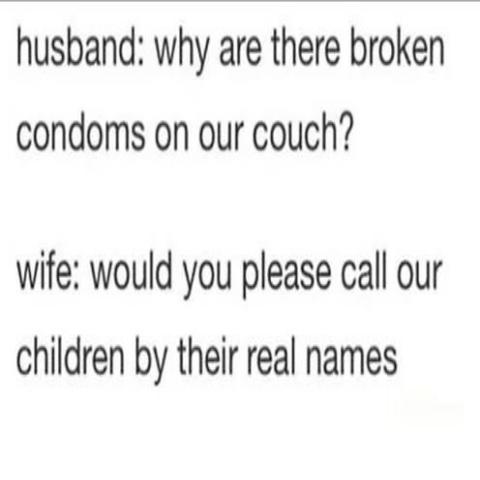 husband: why are there broken
condoms on our couch?
wife: would you please call our
children by their real names